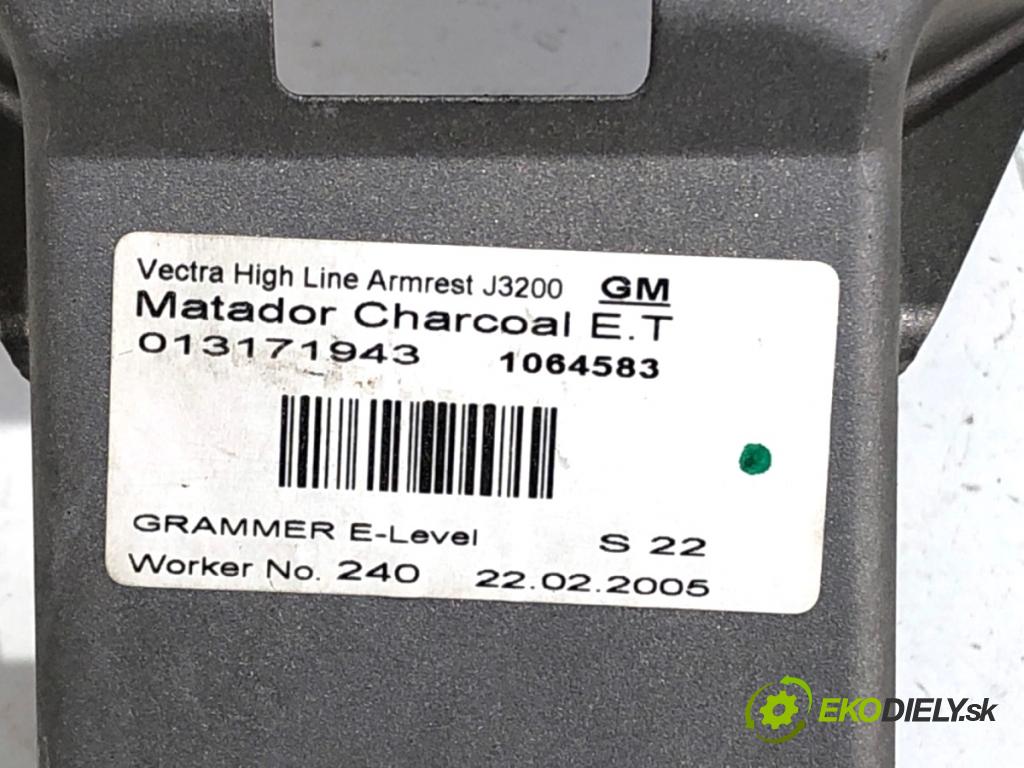 Vectra High Line Armrest J3200 GM
Matador Charcoal E.T
013171943 1064583
GRAMMER E-Level S 22
Worker No. 240 22.02.2005
EKODIELY.sk